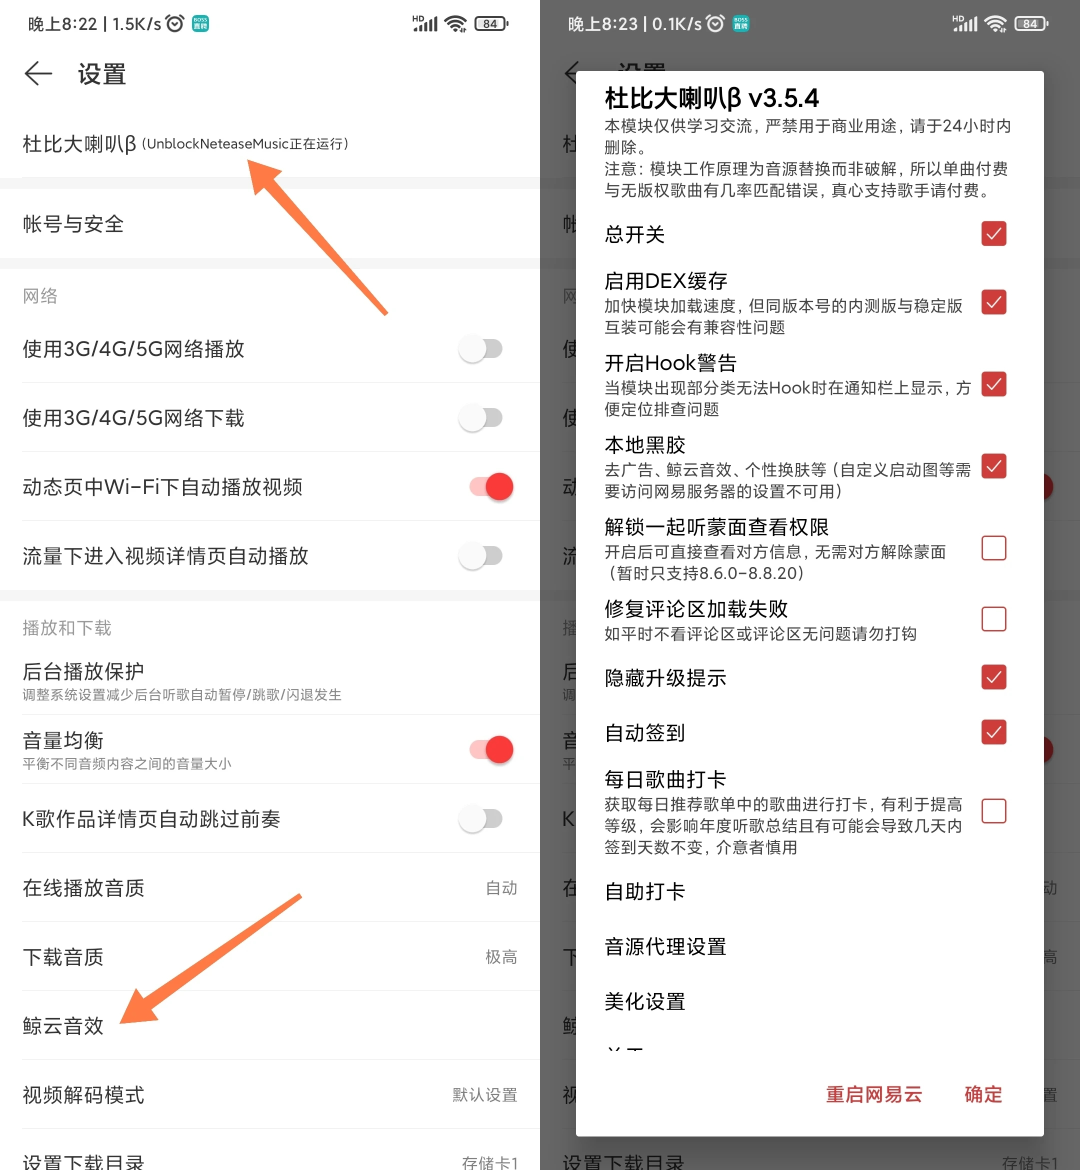 晚上8:22 | 1.5K/s
BOSS
直聘
HD
84
设置
杜比大喇叭β (UnblockNeteaseMusic正在运行)
帐号与安全
网络
使用3G/4G/5G网络播放
使用3G/4G/5G网络下载
动态页中Wi-Fi下自动播放视频
流量下进入视频详情页自动播放
播放和下载
后台播放保护
调整系统设置减少后台听歌自动暂停/跳歌/闪退发生
音量均衡
平衡不同音频内容之间的音量大小
K歌作品详情页自动跳过前奏
在线播放音质
自动
下载音质
极高
鲸云音效
视频解码模式
默认设置
设置下载目录
存储卡1
晚上8:23 | 0.1K/s
BOSS
直聘
HD
84
设置
杜比大喇叭β v3.5.4
本模块仅供学习交流，严禁用于商业用途，请于24小时内
删除。
注意：模块工作原理为音源替换而非破解，所以单曲付费
与无版权歌曲有几率匹配错误，真心支持歌手请付费。
总开关
启用DEX缓存
加快模块加载速度，但同版本号的内测版与稳定版
互装可能会有兼容性问题
开启Hook警告
当模块出现部分类无法Hook时在通知栏上显示，方
便定位排查问题
本地黑胶
去广告、鲸云音效、个性换肤等（自定义启动图等需
要访问网易服务器的设置不可用）
解锁一起听蒙面查看权限
开启后可直接查看对方信息，无需对方解除蒙面
（暂时只支持8.6.0-8.8.20）
修复评论区加载失败
如平时不看评论区或评论区无问题请勿打钩
隐藏升级提示
自动签到
每日歌曲打卡
获取每日推荐歌单中的歌曲进行打卡，有利于提高
等级，会影响年度听歌总结且有可能会导致几天内
签到天数不变，介意者慎用
自助打卡
音源代理设置
美化设置
重启网易云
确定
设置下载目录
存储卡1